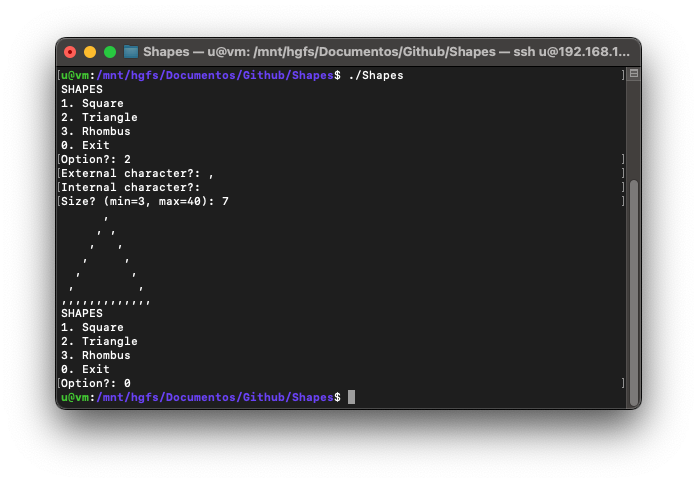 Shapes — u@vm: /mnt/hgfs/Documentos/Github/Shapes — ssh u@192.168.1...
[u@vm:/mnt/hgfs/Documentos/Github/Shapes$ ./Shapes ]
SHAPES
1. Square
2. Triangle
3. Rhombus
0. Exit
[Option?: 2 ]
[External character?: , ]
[Internal character?: ]
[Size? (min=3, max=40): 7 ]
      ,
     , ,
    ,   ,
   ,     ,
  ,       ,
 ,         ,
,,,,,,,,,,,,,
SHAPES
1. Square
2. Triangle
3. Rhombus
0. Exit
[Option?: 0 ]
u@vm:/mnt/hgfs/Documentos/Github/Shapes$